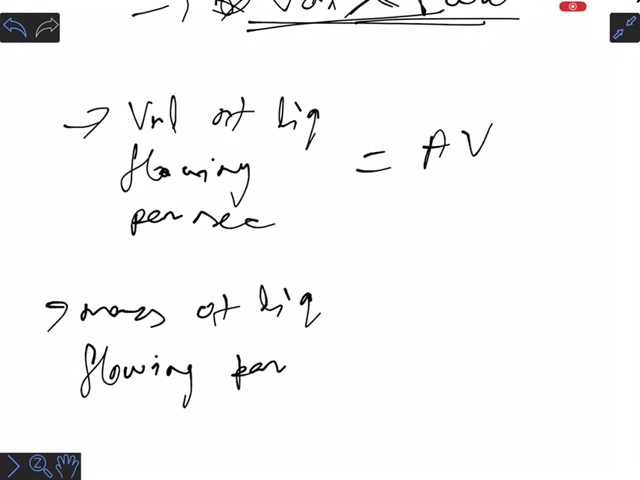 → Vol of liq
flowing
per sec
= AV
→ mass of liq
flowing per